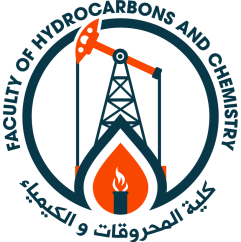 FACULTY OF HYDROCARBONS AND CHEMISTRY
كلية المحروقات و الكيمياء